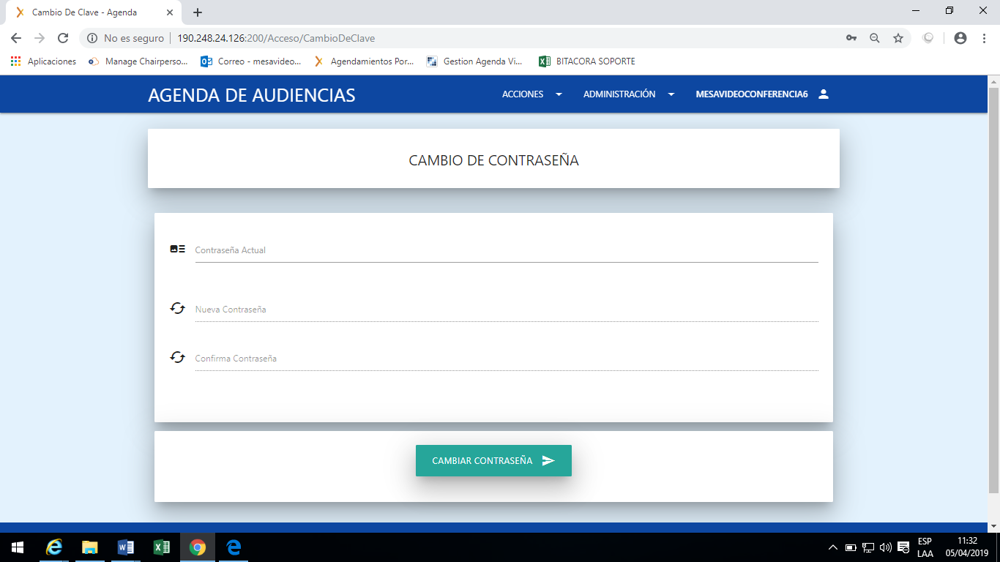 Cambio De Clave - Agenda
No es seguro
190.248.24.126:200/Acceso/CambioDeClave
Aplicaciones
Manage Chairperso...
Correo - mesavideo...
Agendamientos Por...
Gestion Agenda Vi...
BITACORA SOPORTE
AGENDA DE AUDIENCIAS
ACCIONES
ADMINISTRACIÓN
MESAVIDEOCONFERENCIA6
CAMBIO DE CONTRASEÑA
Contraseña Actual
Nueva Contraseña
Confirma Contraseña
CAMBIAR CONTRASEÑA
ESP
LAA
11:32
05/04/2019